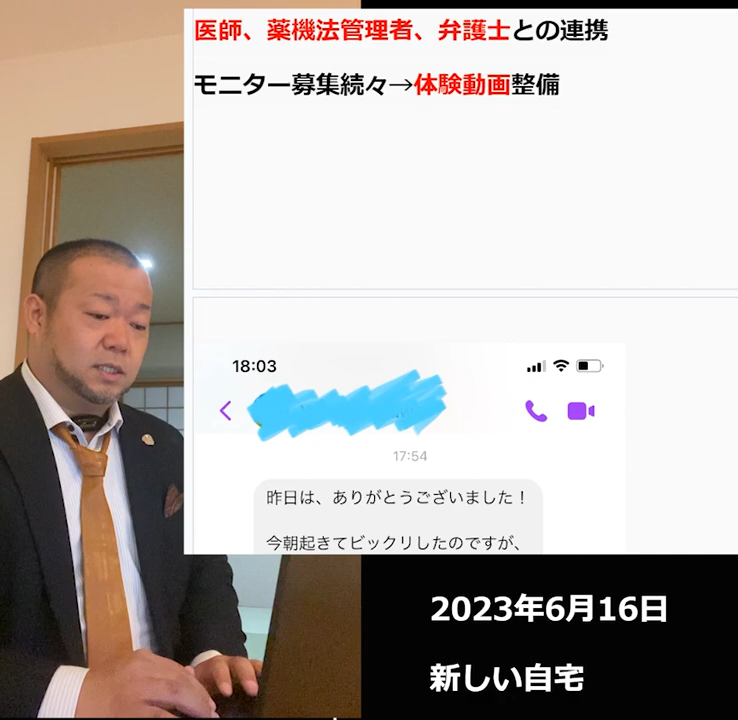 医師、薬機法管理者、弁護士との連携
モニター募集続々→体験動画整備
18:03
17:54
昨日は、ありがとうございました！
今朝起きてビックリしたのですが、
2023年6月16日
新しい自宅